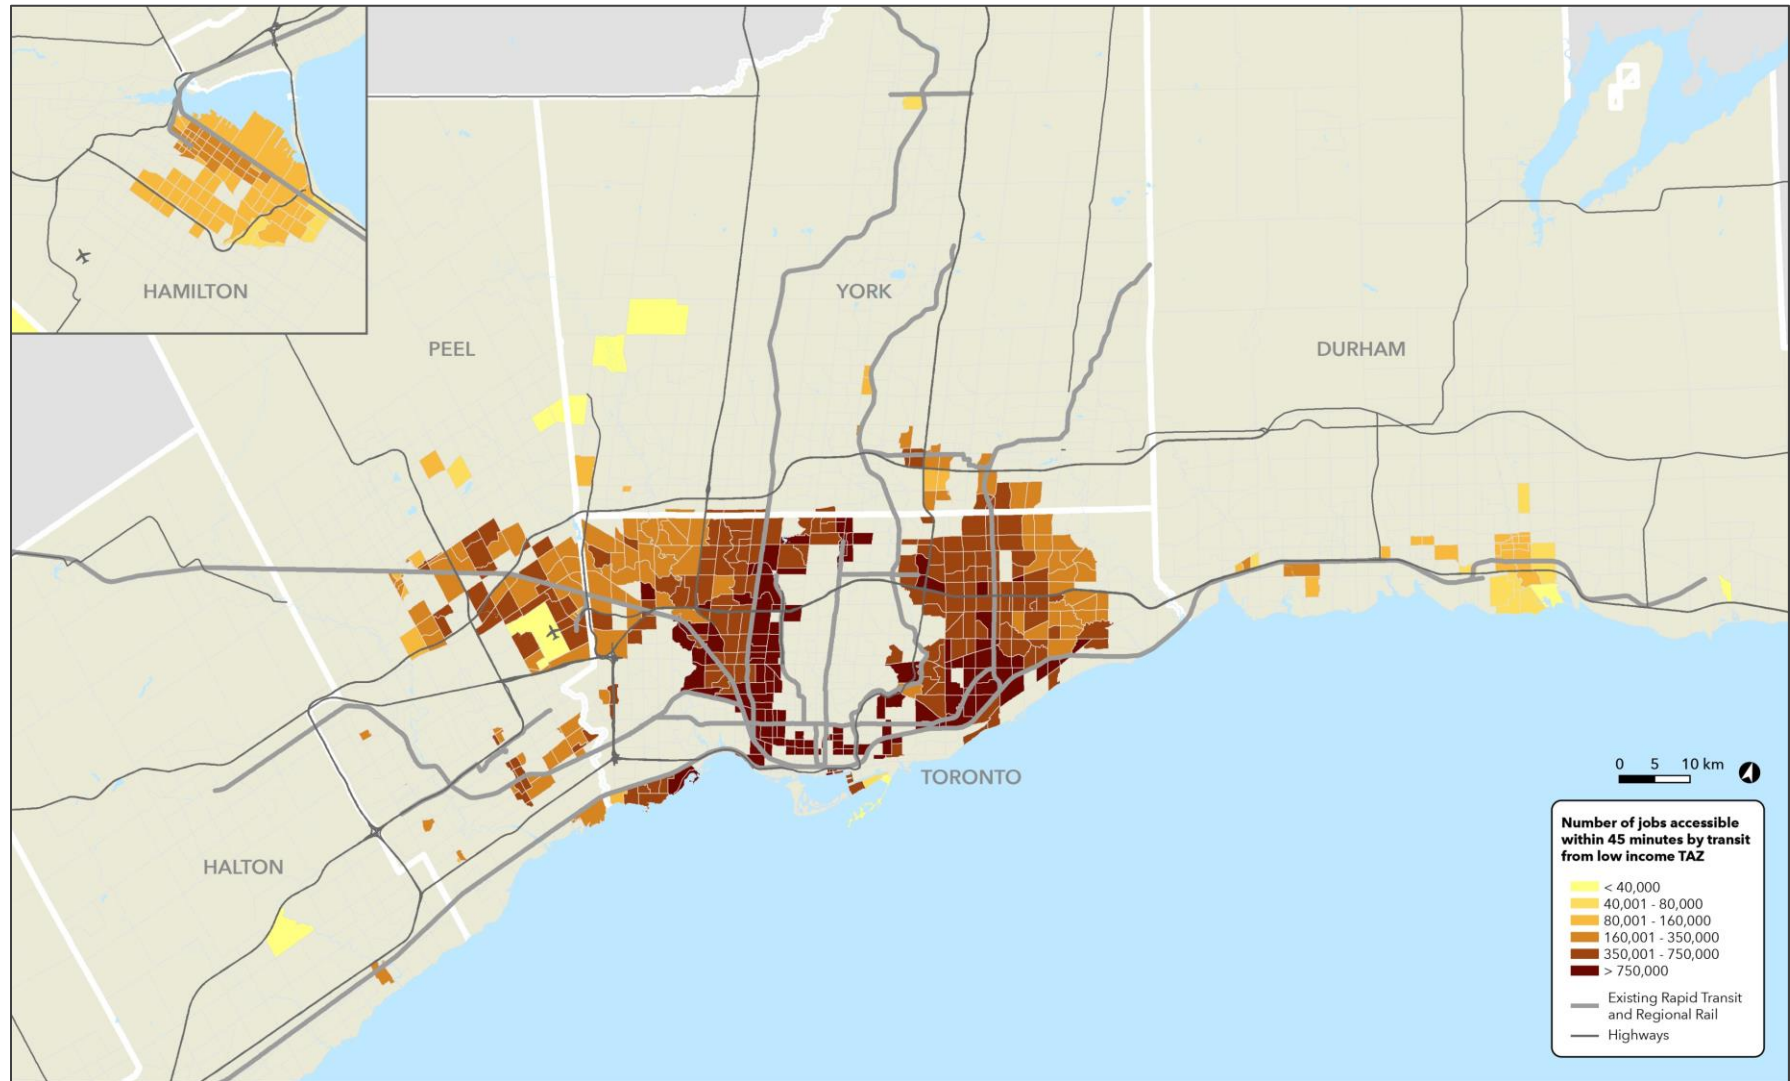 HAMILTON
PEEL
YORK
DURHAM
HALTON
TORONTO
0 5 10 km
Number of jobs accessible
within 45 minutes by transit
from low income TAZ
< 40,000
40,001 - 80,000
80,001 - 160,000
160,001 - 350,000
350,001 - 750,000
> 750,000
Existing Rapid Transit
and Regional Rail
Highways